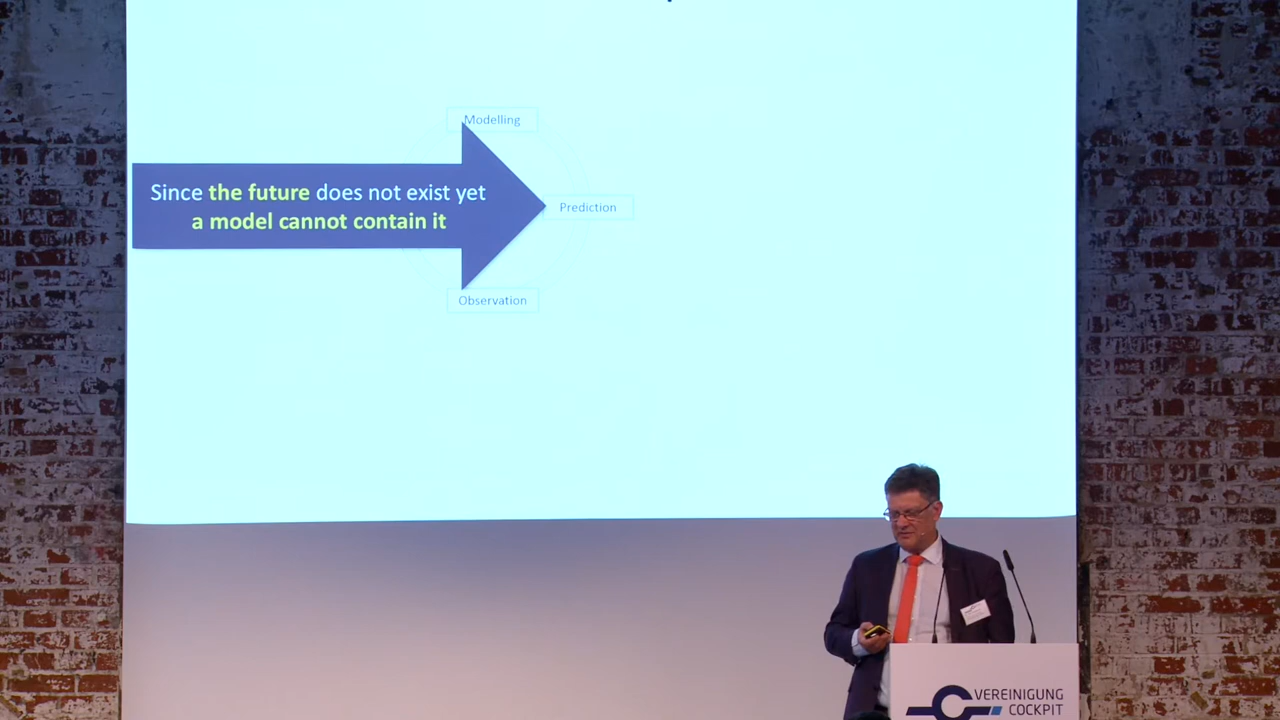 Modelling
Since the future does not exist yet
a model cannot contain it
Prediction
Observation
VEREINIGUNG
COCKPIT